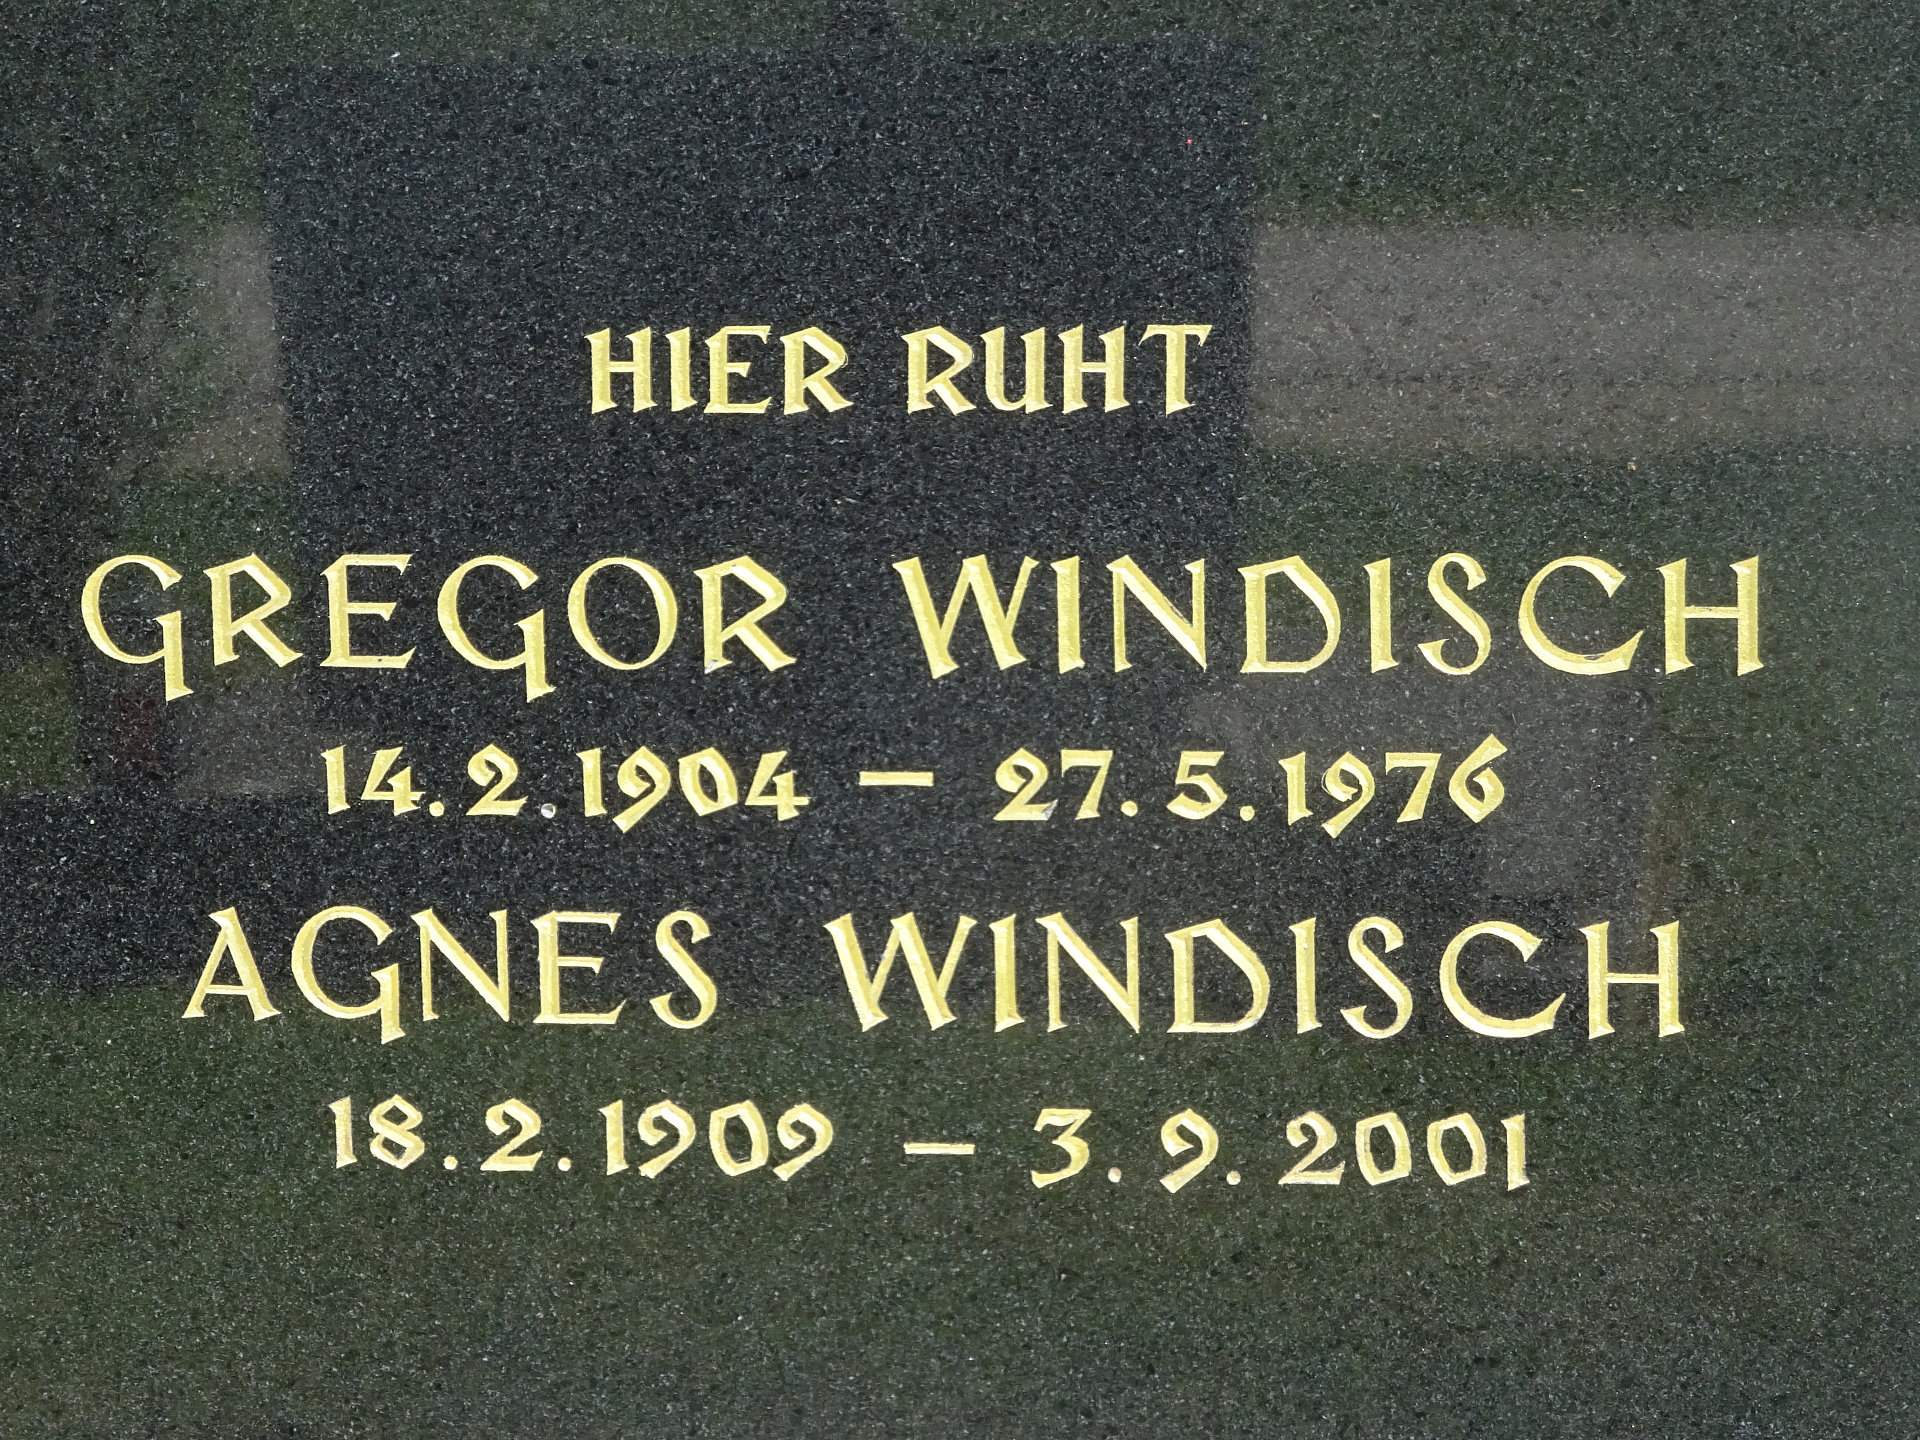 HIER RUHT
GREGOR WINDISCH
14.2.1904 – 27.5.1976
AGNES WINDISCH
18.2.1909 – 3.9.2001